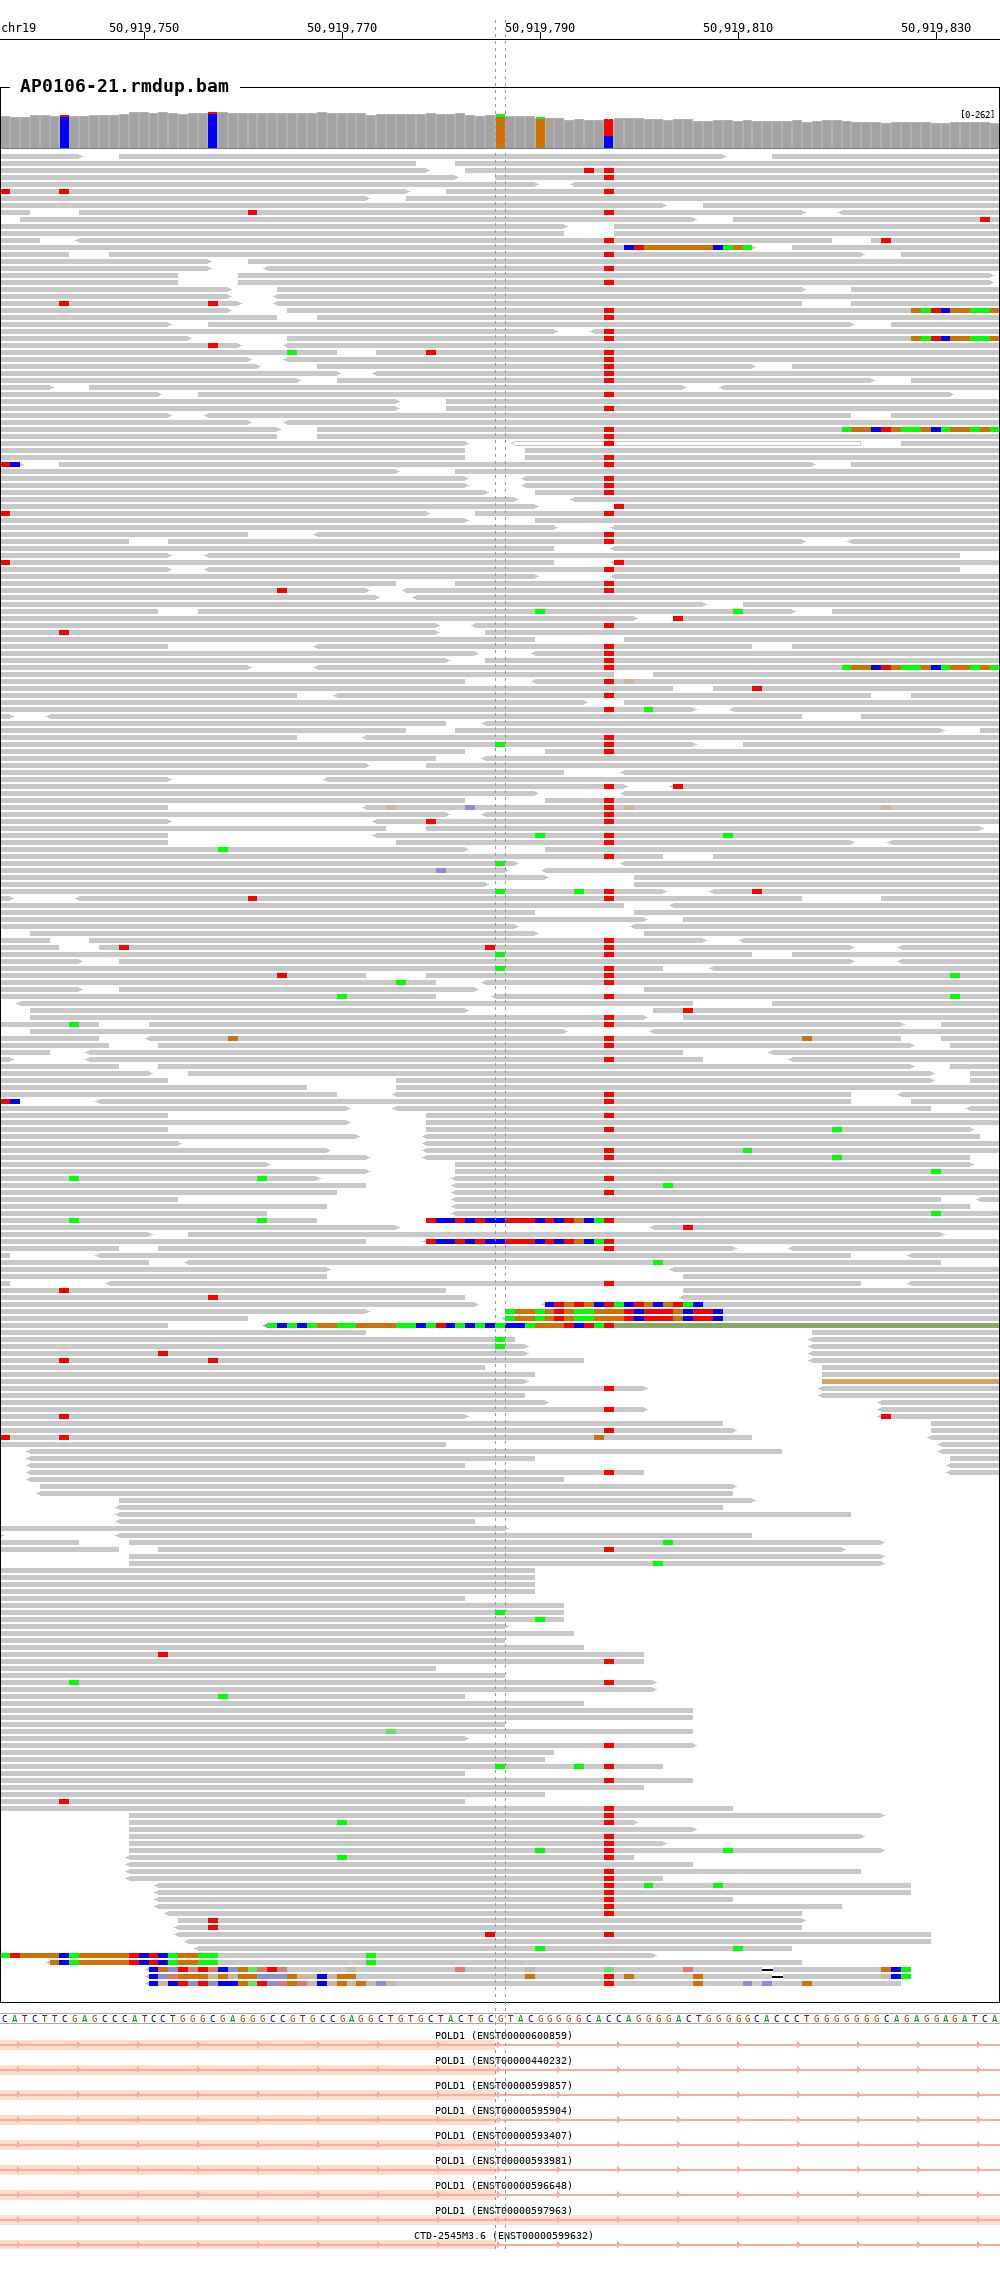 chr19 50,919,750 50,919,770 50,919,790 50,919,810 50,919,830
AP0106-21.rmdup.bam
[0-262]
CATCTTCGAGCCCATCCTGGGCGAGGGCCGTGCCGAGGCTGTGCTACTGCGTACGGGGGCACCAGGGGACTGGGGGCACCCTGGGGGGGCAGAGGAGATCA
POLD1 (ENST00000600859)
POLD1 (ENST00000440232)
POLD1 (ENST00000599857)
POLD1 (ENST00000595904)
POLD1 (ENST00000593407)
POLD1 (ENST00000593981)
POLD1 (ENST00000596648)
POLD1 (ENST00000597963)
CTD-2545M3.6 (ENST00000599632)